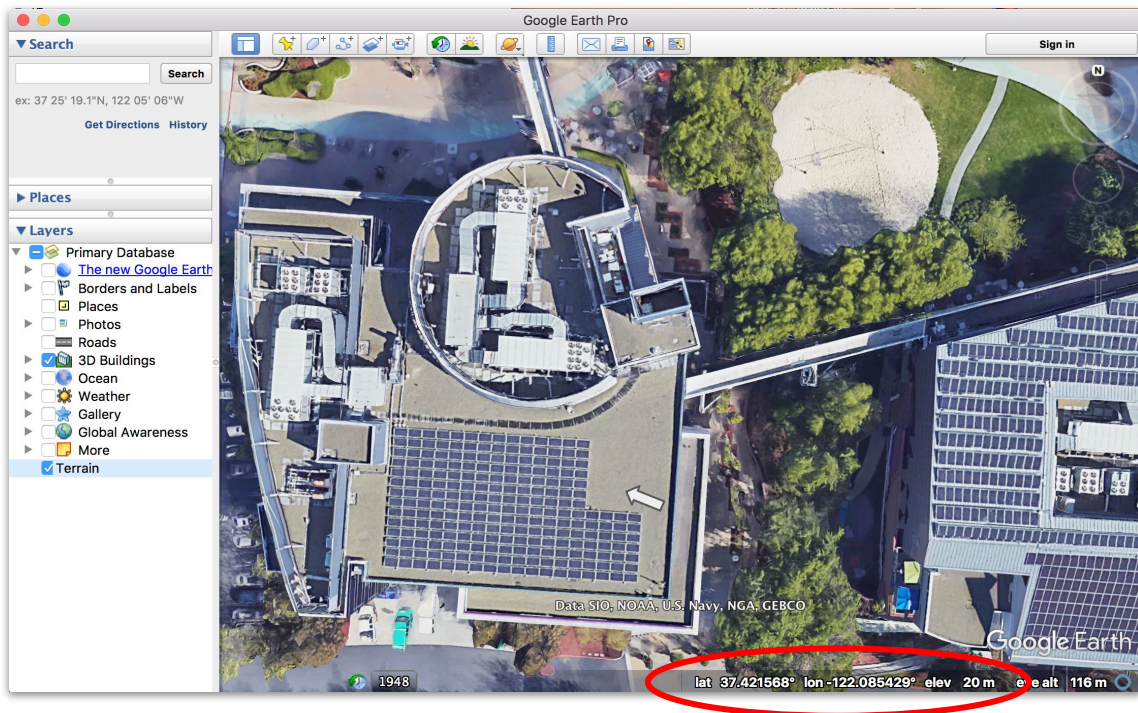 Google Earth Pro
Search
Search
ex: 37 25' 19.1"N, 122 05' 06"W
Get Directions History
Places
Layers
Primary Database
The new Google Earth
Borders and Labels
Places
Photos
Roads
3D Buildings
Ocean
Weather
Gallery
Global Awareness
More
Terrain
Sign in
N
Data SIO, NOAA, U.S. Navy, NGA, GEBCO
Google Earth
1948
lat 37.421568° lon -122.085429° elev 20 m eye alt 116 m